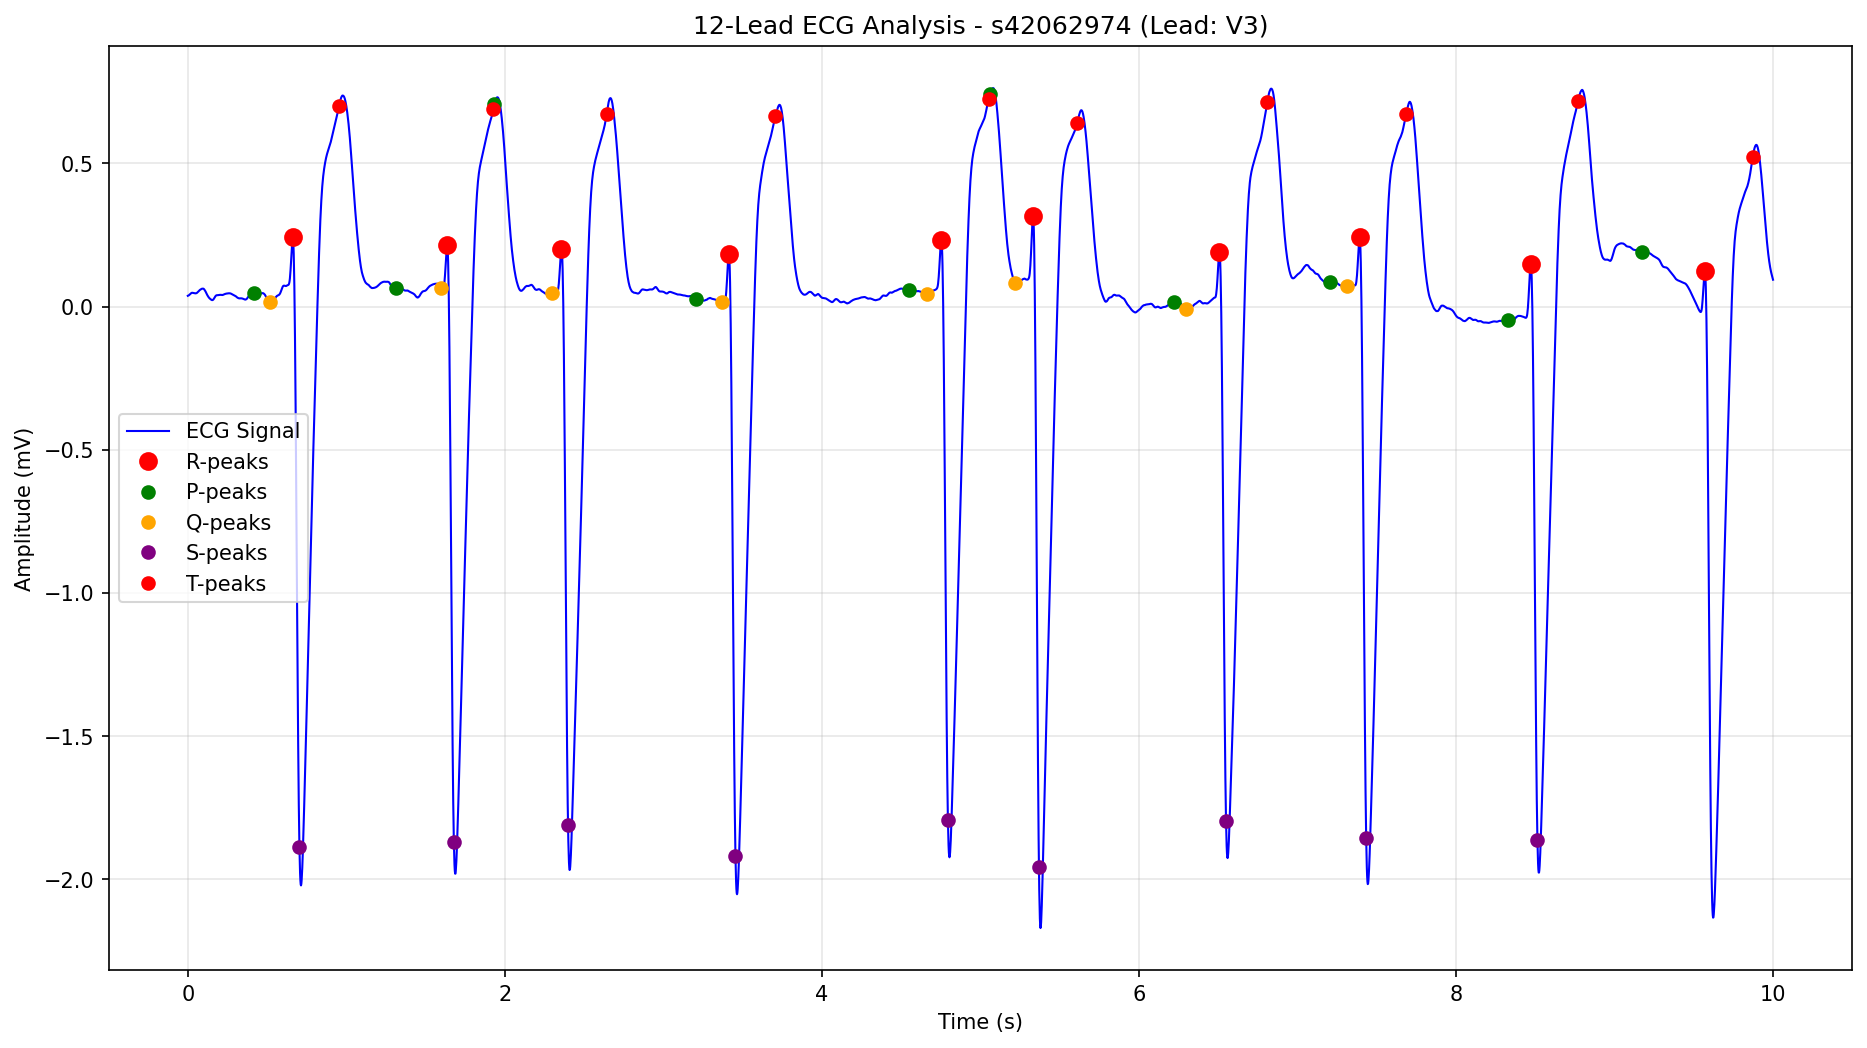 12-Lead ECG Analysis - s42062974 (Lead: V3)
Amplitude (mV)
0.5
0.0
−0.5
−1.0
−1.5
−2.0
ECG Signal
R-peaks
P-peaks
Q-peaks
S-peaks
T-peaks
0 2 4 6 8 10
Time (s)